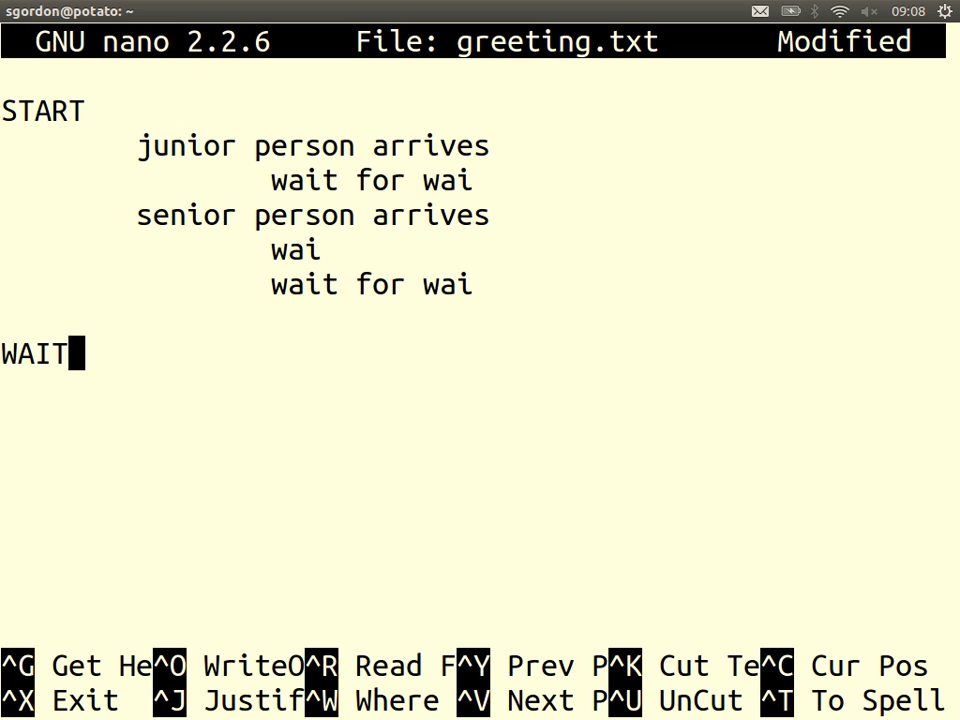 sgordon@potato: ~ 09:08
GNU nano 2.2.6 File: greeting.txt Modified
START
junior person arrives
wait for wai
senior person arrives
wai
wait for wai
WAIT
^G Get He^O WriteO^R Read F^Y Prev P^K Cut Te^C Cur Pos
^X Exit ^J Justif^W Where ^V Next P^U UnCut ^T To Spell